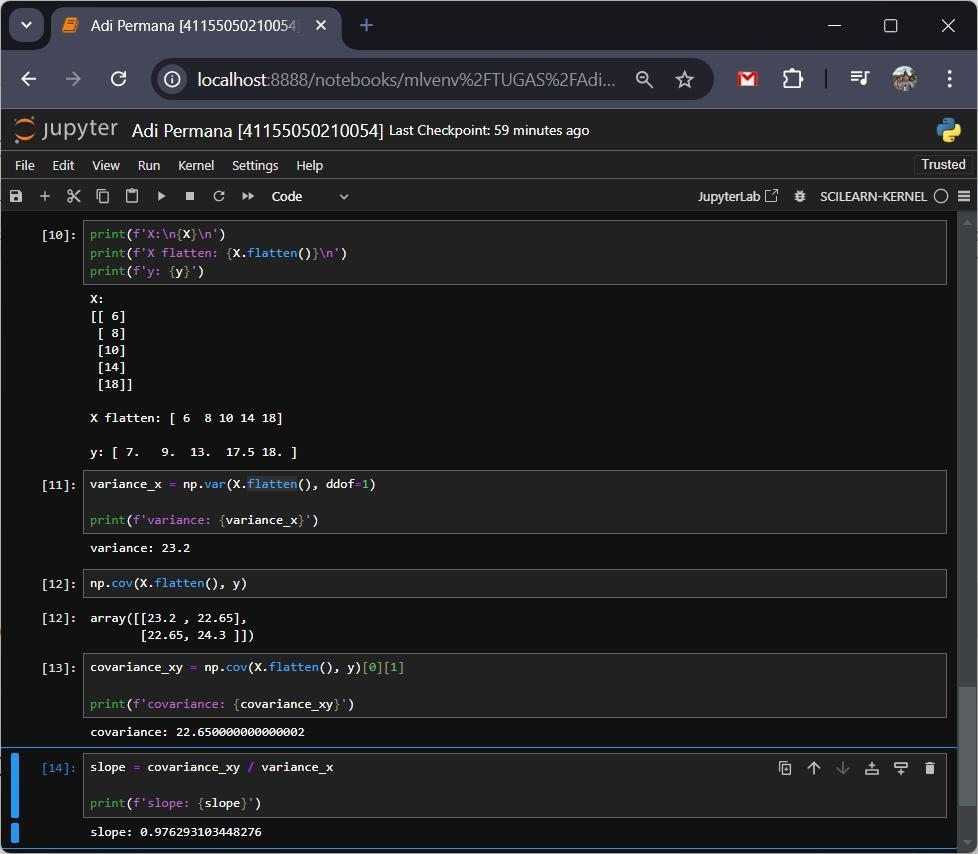 Adi Permana [41155050210054]
localhost:8888/notebooks/mlvenv%2FTUGAS%2FAdi...
jupyter Adi Permana [41155050210054] Last Checkpoint: 59 minutes ago
File Edit View Run Kernel Settings Help Trusted
Code JupyterLab SCILEARN-KERNEL
[10]: print(f'X:\n{X}\n')
print(f'X flatten: {X.flatten()}\n')
print(f'y: {y}')
X:
[[ 6]
[ 8]
[10]
[14]
[18]]
X flatten: [ 6  8 10 14 18]
y: [ 7.   9.  13.  17.5 18. ]
[11]: variance_x = np.var(X.flatten(), ddof=1)
print(f'variance: {variance_x}')
variance: 23.2
[12]: np.cov(X.flatten(), y)
[12]: array([[23.2 , 22.65],
[22.65, 24.3 ]])
[13]: covariance_xy = np.cov(X.flatten(), y)[0][1]
print(f'covariance: {covariance_xy}')
covariance: 22.650000000000002
[14]: slope = covariance_xy / variance_x
print(f'slope: {slope}')
slope: 0.976293103448276